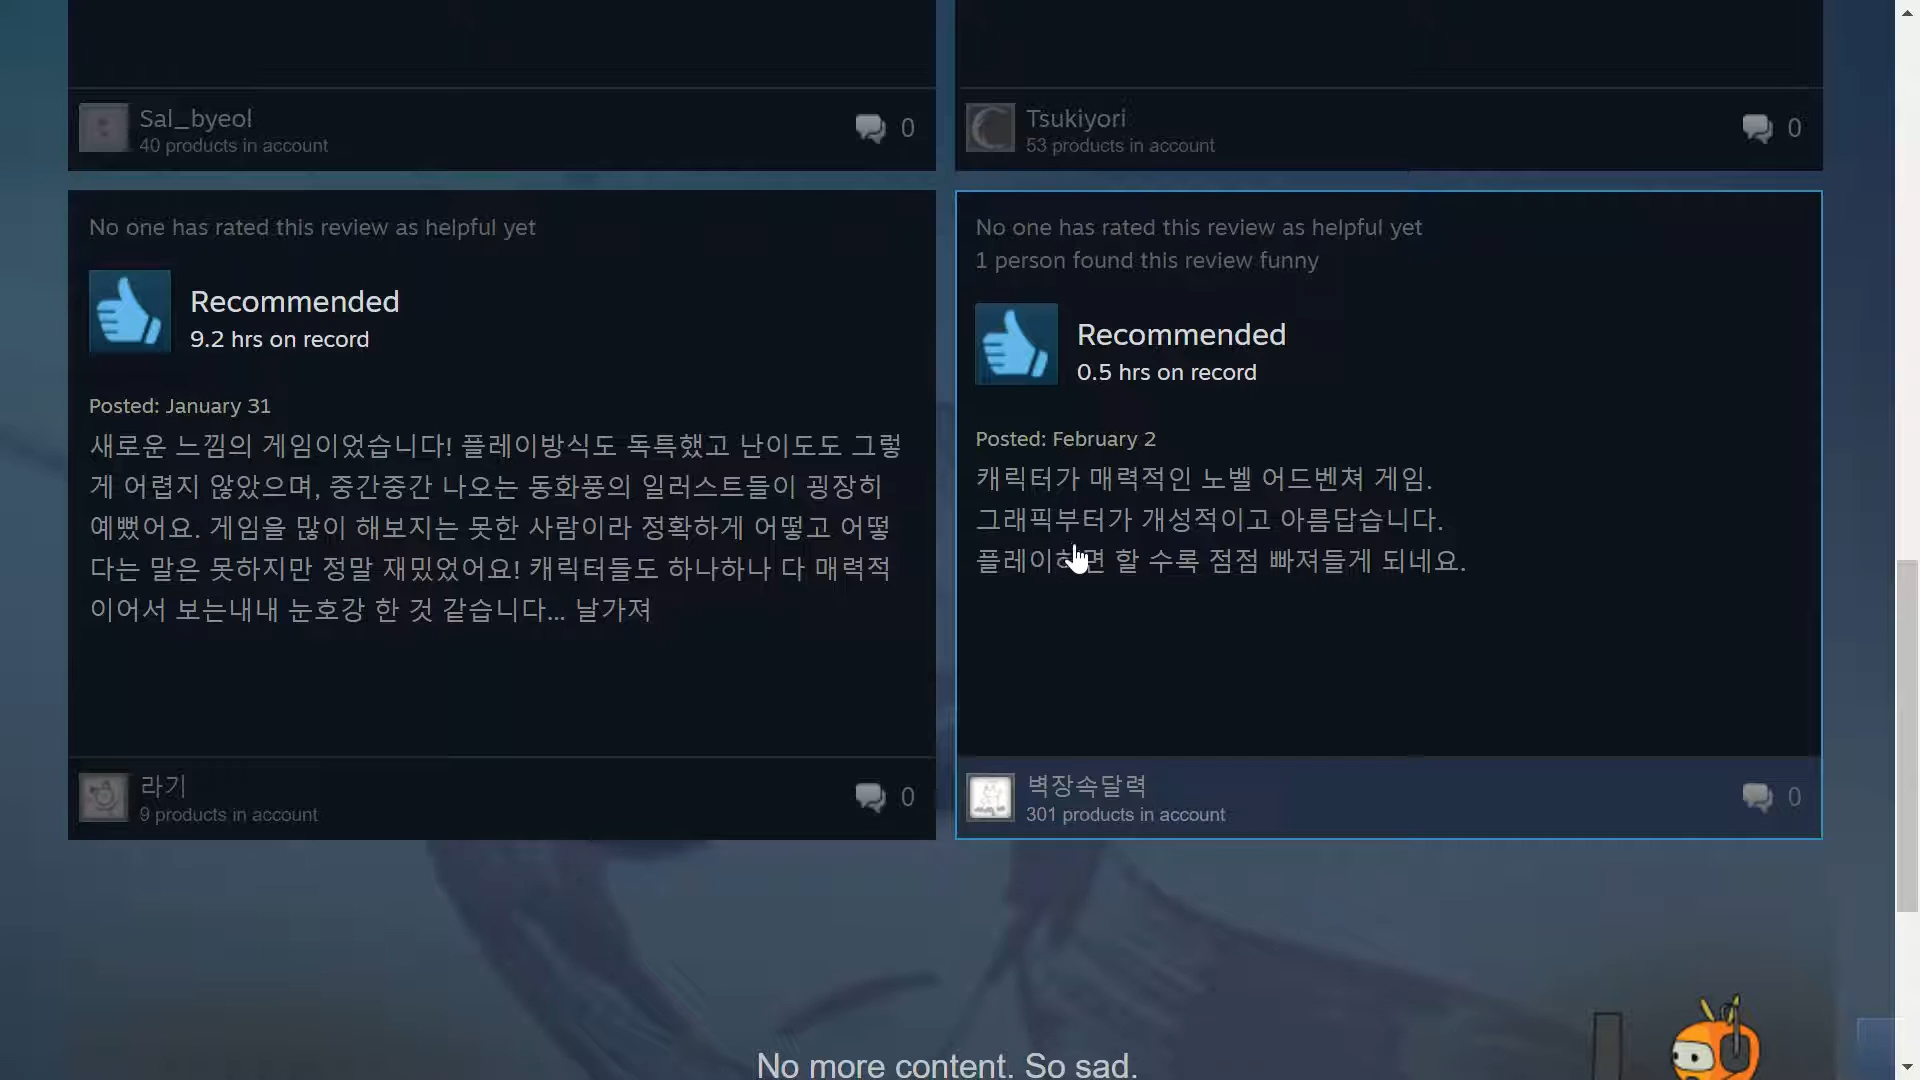 Sal_byeol
40 products in account
0
Tsukiyori
53 products in account
0
No one has rated this review as helpful yet
Recommended
9.2 hrs on record
Posted: January 31
새로운 느낌의 게임이었습니다! 플레이방식도 독특했고 난이도도 그렇
게 어렵지 않았으며, 중간중간 나오는 동화풍의 일러스트들이 굉장히
예뻤어요. 게임을 많이 해보지는 못한 사람이라 정확하게 어떻고 어떻
다는 말은 못하지만 정말 재밌었어요! 캐릭터들도 하나하나 다 매력적
이어서 보는내내 눈호강 한 것 같습니다... 날가져
라기
9 products in account
0
No one has rated this review as helpful yet
1 person found this review funny
Recommended
0.5 hrs on record
Posted: February 2
캐릭터가 매력적인 노벨 어드벤쳐 게임.
그래픽부터가 개성적이고 아름답습니다.
플레이하면 할 수록 점점 빠져들게 되네요.
벽장속달력
301 products in account
0
No more content. So sad.